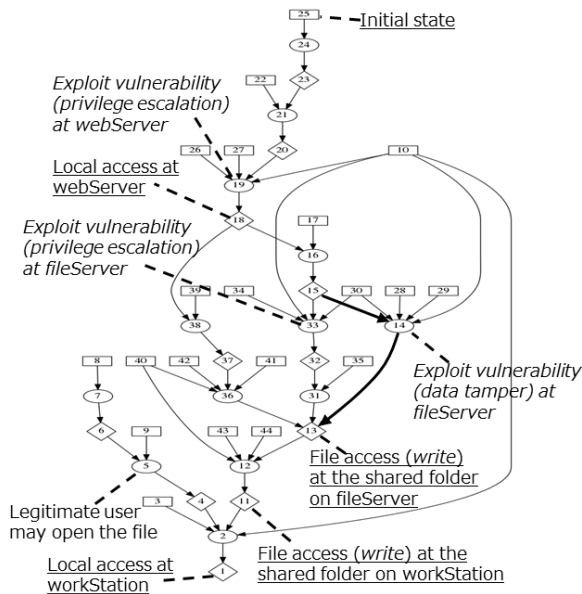 25
Initial state
24
22
23
Exploit vulnerability
(privilege escalation)
at webServer
21
26
27
20
10
Local access at
webServer
19
18
17
Exploit vulnerability
(privilege escalation)
at fileServer
16
39
34
15
30
28
29
38
33
14
8
40
42
37
41
32
35
Exploit vulnerability
(data tamper) at
fileServer
7
36
31
6
9
43
44
13
File access (write)
at the shared folder
on fileServer
5
12
Legitimate user
may open the file
3
4
11
2
File access (write) at the
shared folder on workStation
Local access at
workStation
1